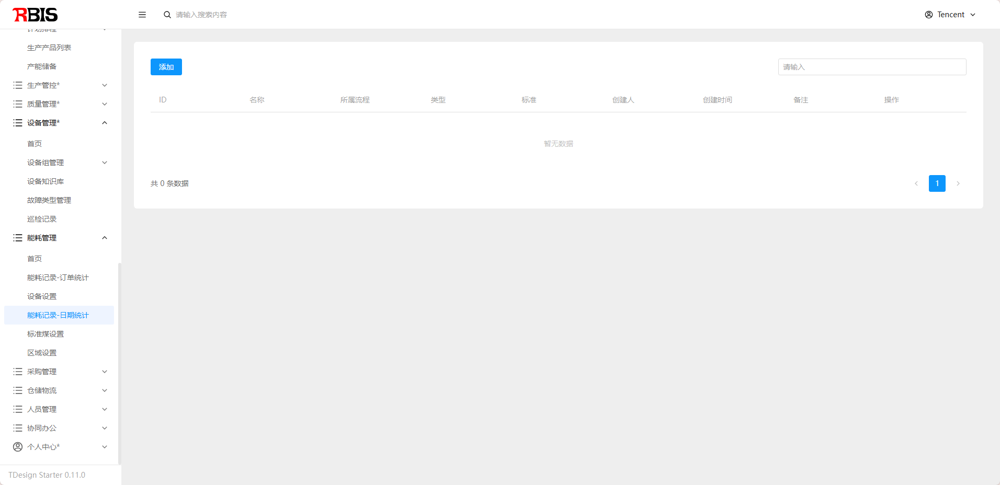 RBIS
请输入搜索内容
Tencent
计划排程
生产产品列表
产能储备
生产管控*
质量管理*
设备管理*
首页
设备组管理
设备知识库
故障类型管理
巡检记录
能耗管理
首页
能耗记录-订单统计
设备设置
能耗记录-日期统计
标准煤设置
区域设置
采购管理
仓储物流
人员管理
协同办公
个人中心*
TDesign Starter 0.11.0
添加
请输入
ID 名称 所属流程 类型 标准 创建人 创建时间 备注 操作
暂无数据
共 0 条数据
1